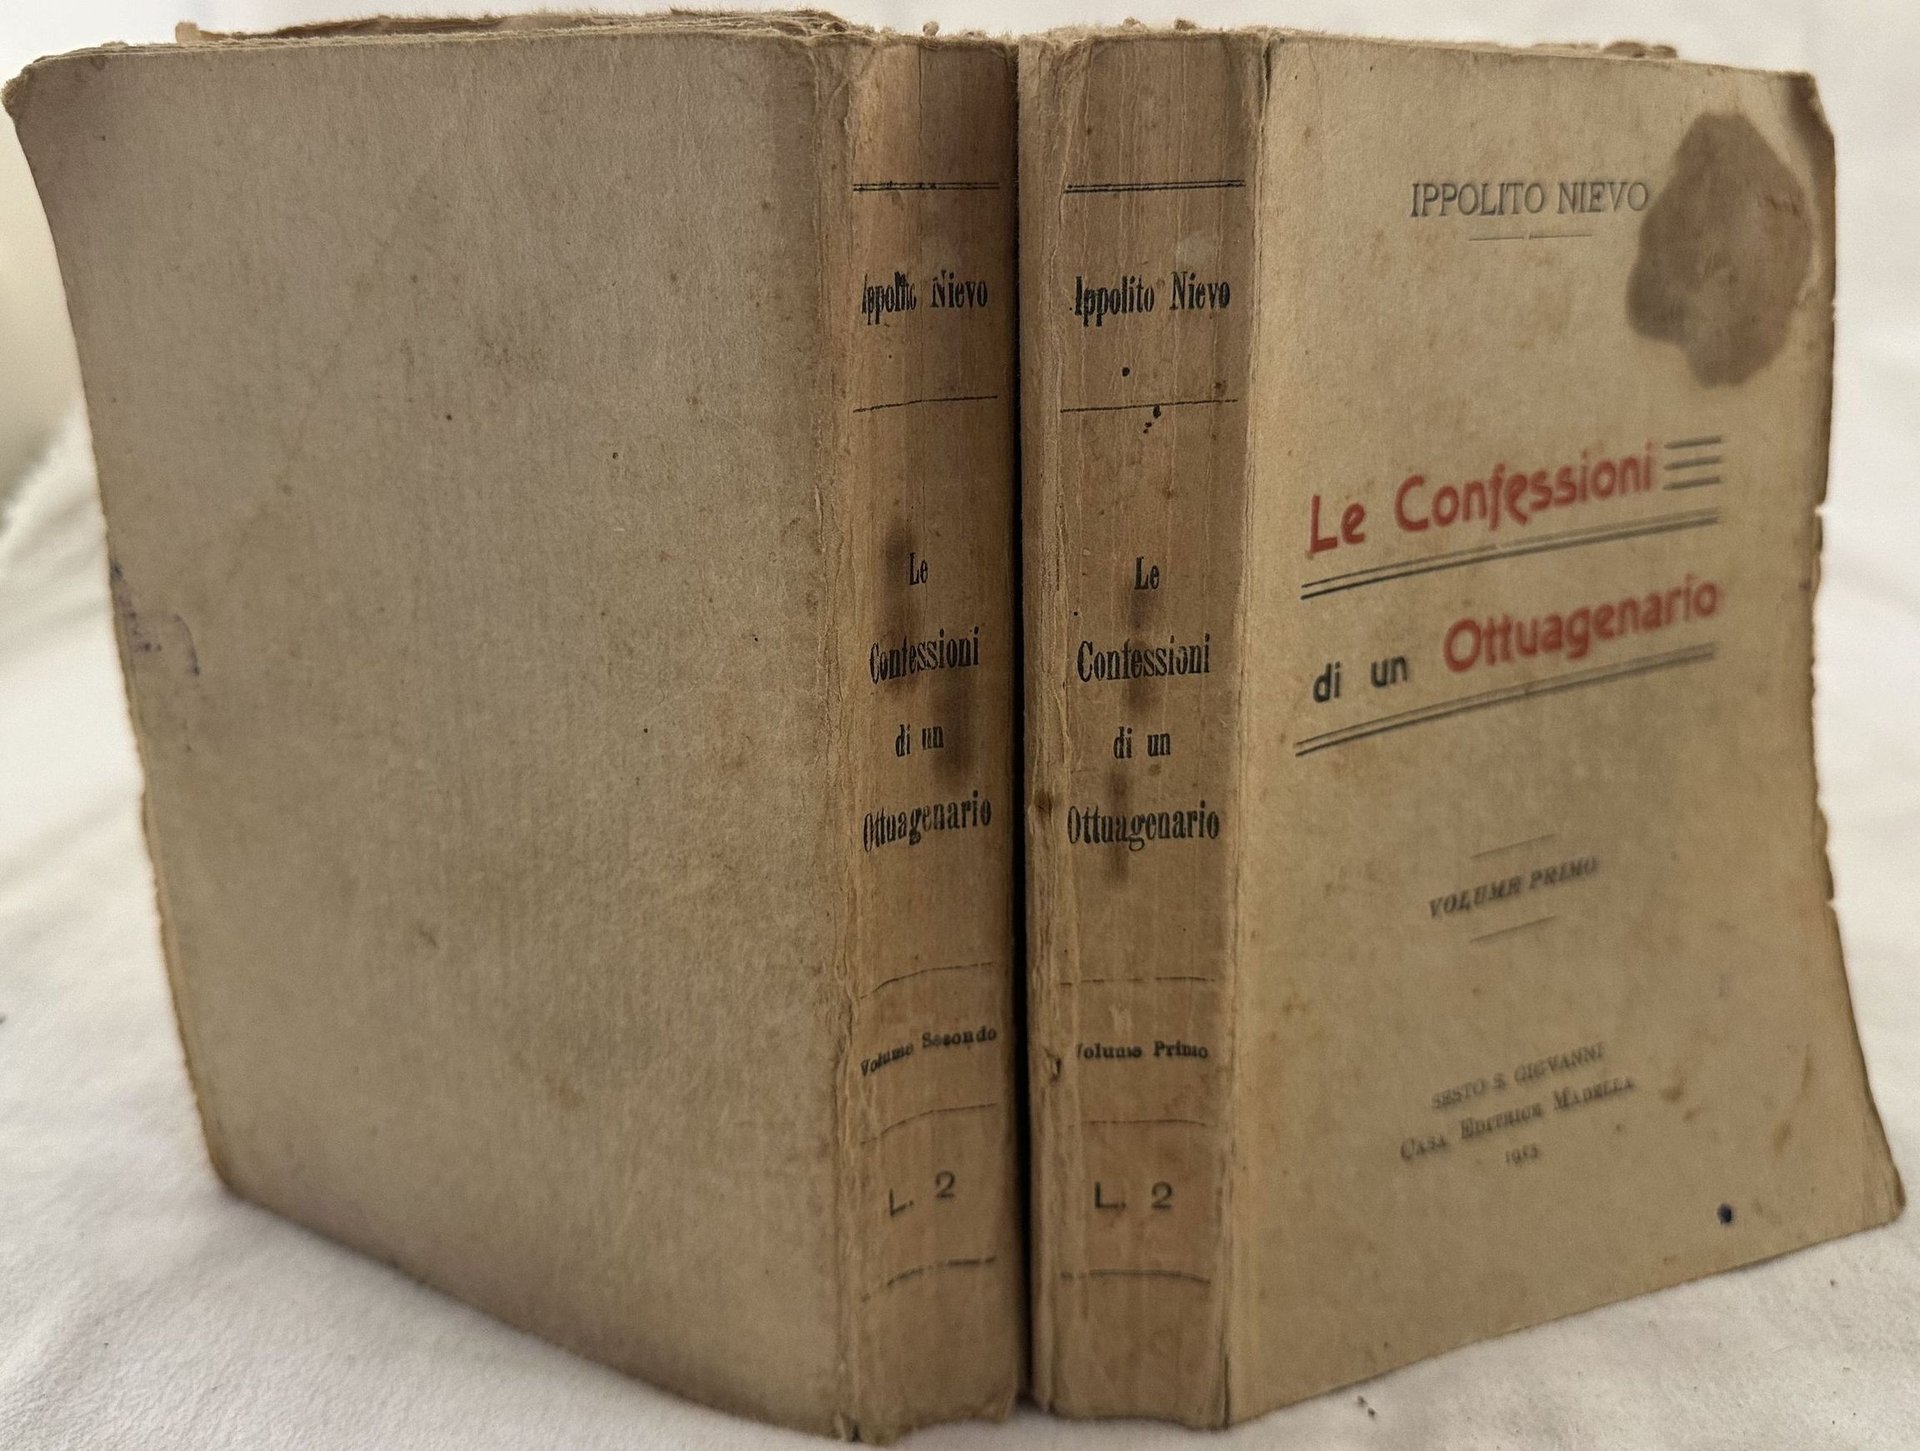 Ippolito Nievo
Le
Confessioni
di un
Ottuagenario
Volume Secondo
L. 2
Ippolito Nievo
Le
Confessioni
di un
Ottuagenario
Volume Primo
L. 2
IPPOLITO NIEVO
Le Confessioni
di un Ottuagenario
VOLUME PRIMO
SESTO S. GIOVANNI
CASA EDITRICE MADELLA